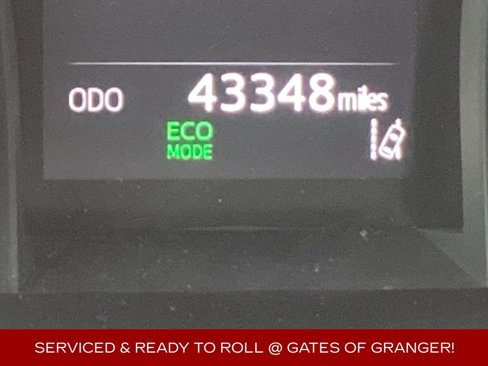 ODO 43348 miles
ECO
MODE
SERVICED & READY TO ROLL @ GATES OF GRANGER!